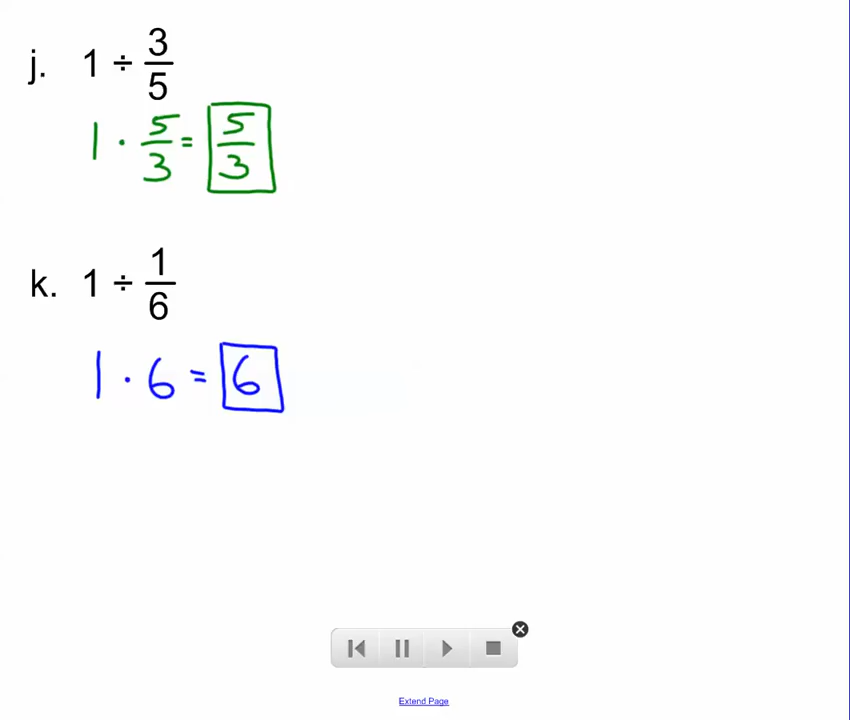 j. 1 ÷ 3/5
1 · 5/3 = 5/3
k. 1 ÷ 1/6
1 · 6 = 6
Extend Page